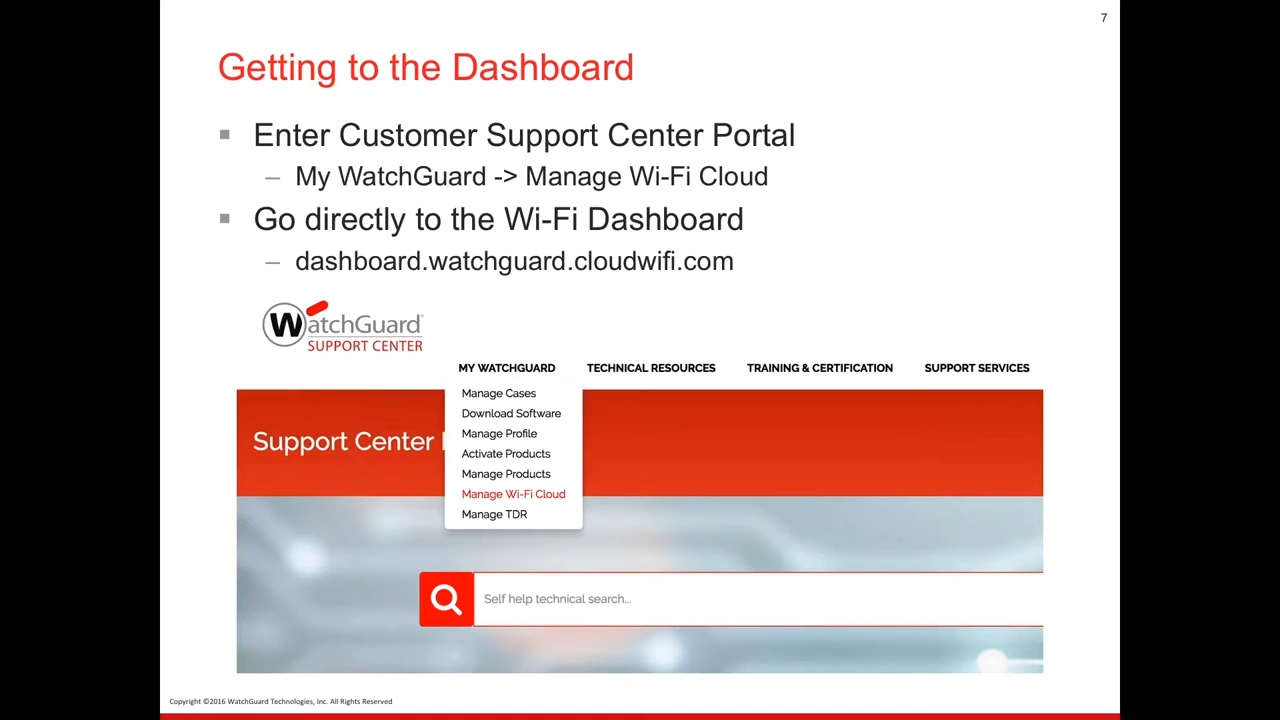 7
Getting to the Dashboard
Enter Customer Support Center Portal
– My WatchGuard -> Manage Wi-Fi Cloud
Go directly to the Wi-Fi Dashboard
– dashboard.watchguard.cloudwifi.com
WatchGuard
SUPPORT CENTER
MY WATCHGUARD TECHNICAL RESOURCES TRAINING & CERTIFICATION SUPPORT SERVICES
Manage Cases
Download Software
Manage Profile
Support Center
Activate Products
Manage Products
Manage Wi-Fi Cloud
Manage TDR
Self help technical search...
Copyright ©2016 WatchGuard Technologies, Inc. All Rights Reserved